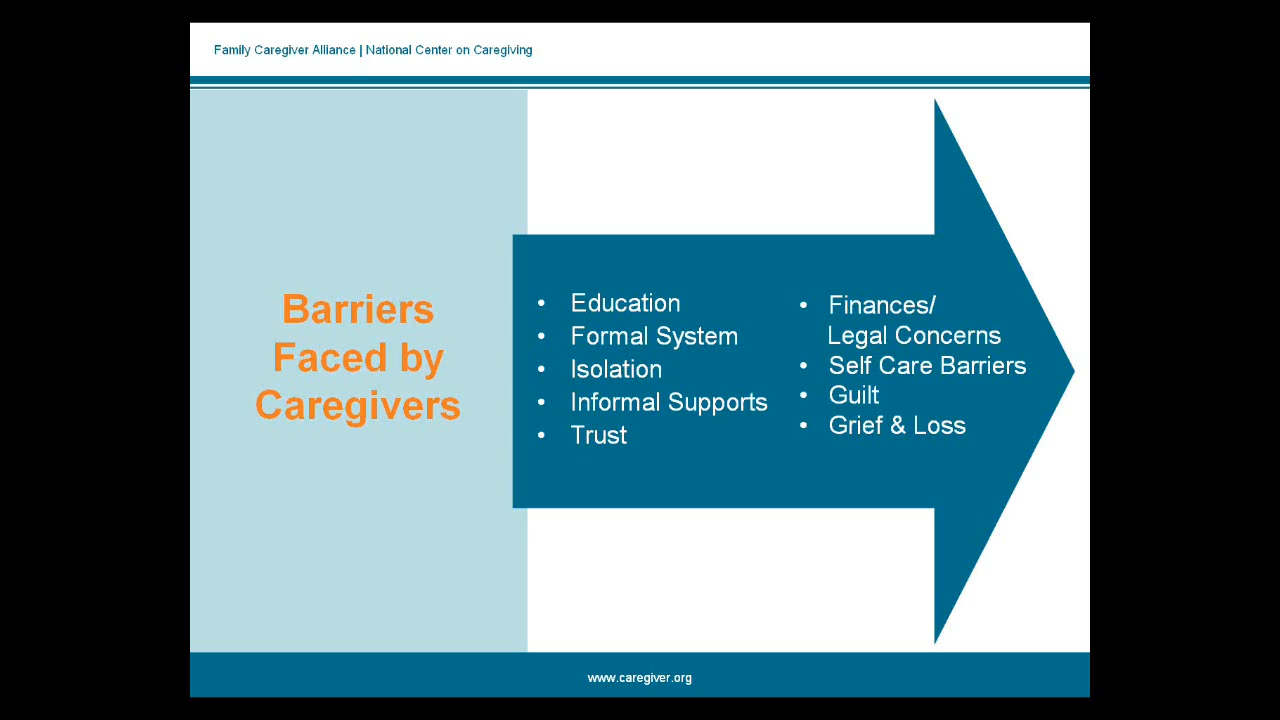 Family Caregiver Alliance | National Center on Caregiving
Barriers
Faced by
Caregivers
• Education
• Formal System
• Isolation
• Informal Supports
• Trust
• Finances/
Legal Concerns
• Self Care Barriers
• Guilt
• Grief & Loss
www.caregiver.org